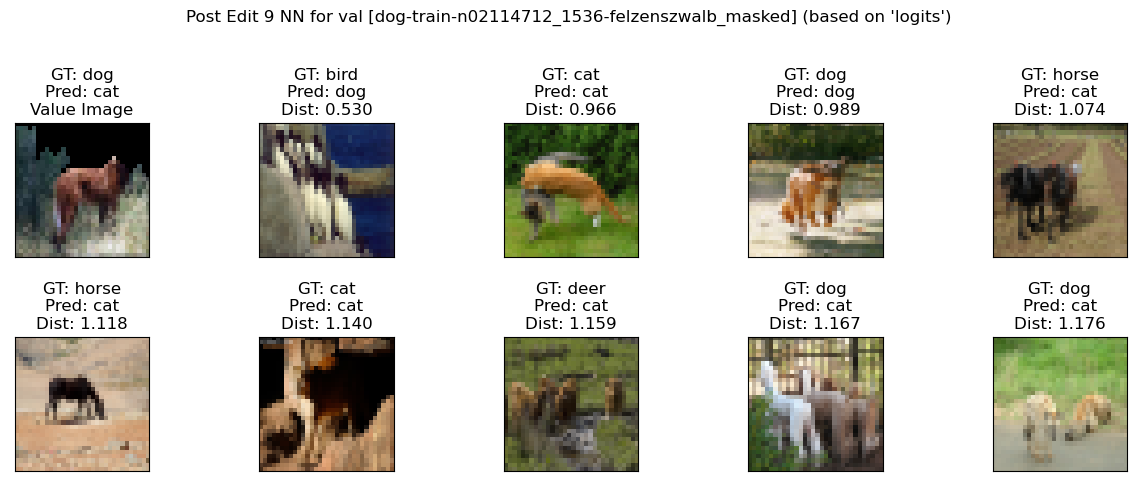 Post Edit 9 NN for val [dog-train-n02114712_1536-felzenszwalb_masked] (based on 'logits')
GT: dog
Pred: cat
Value Image
GT: bird
Pred: dog
Dist: 0.530
GT: cat
Pred: cat
Dist: 0.966
GT: dog
Pred: dog
Dist: 0.989
GT: horse
Pred: cat
Dist: 1.074
GT: horse
Pred: cat
Dist: 1.118
GT: cat
Pred: cat
Dist: 1.140
GT: deer
Pred: cat
Dist: 1.159
GT: dog
Pred: cat
Dist: 1.167
GT: dog
Pred: cat
Dist: 1.176